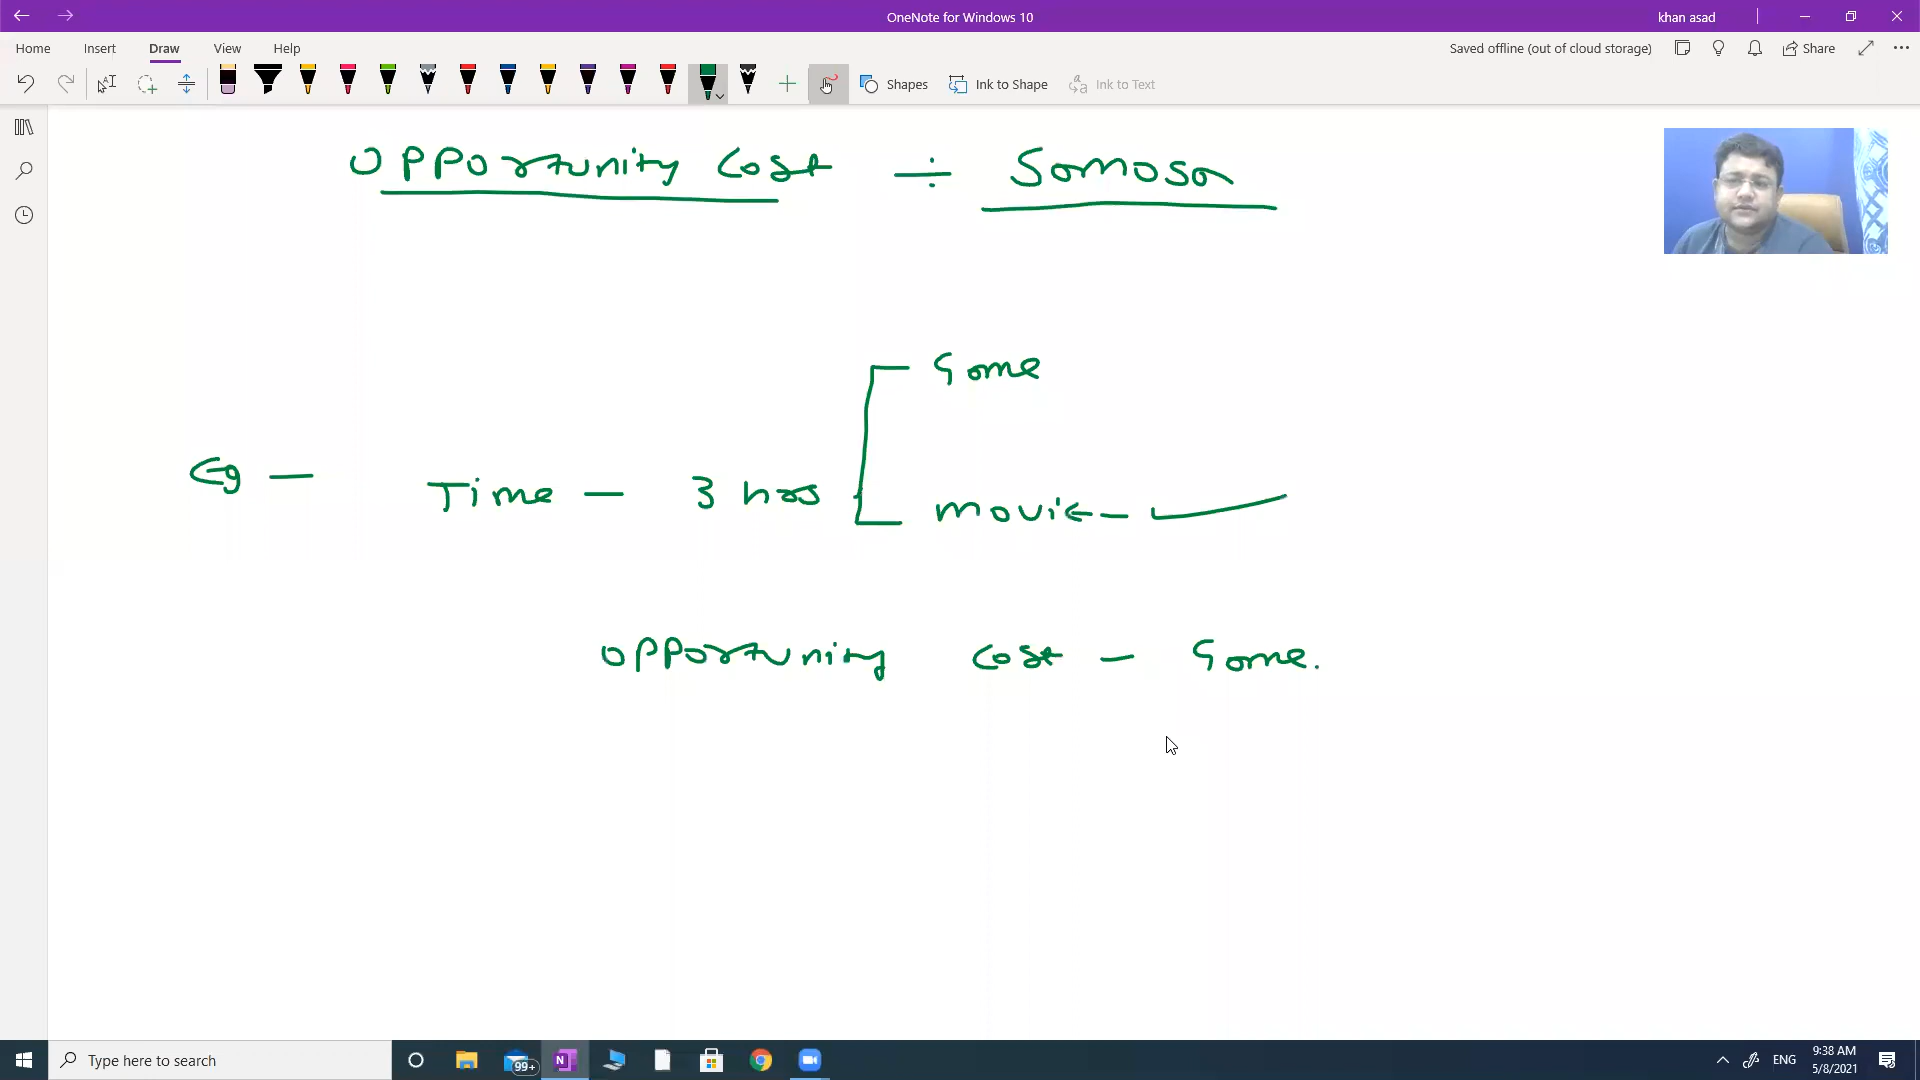 OneNote for Windows 10
khan asad
Home Insert Draw View Help
Saved offline (out of cloud storage)
Share
Shapes
Ink to Shape
Ink to Text
Opportunity Cost ÷ Samosa
Game
Eg —
Time — 3 hrs
movie —
opportunity cost — Game.
Type here to search
99+
ENG
9:38 AM
5/8/2021